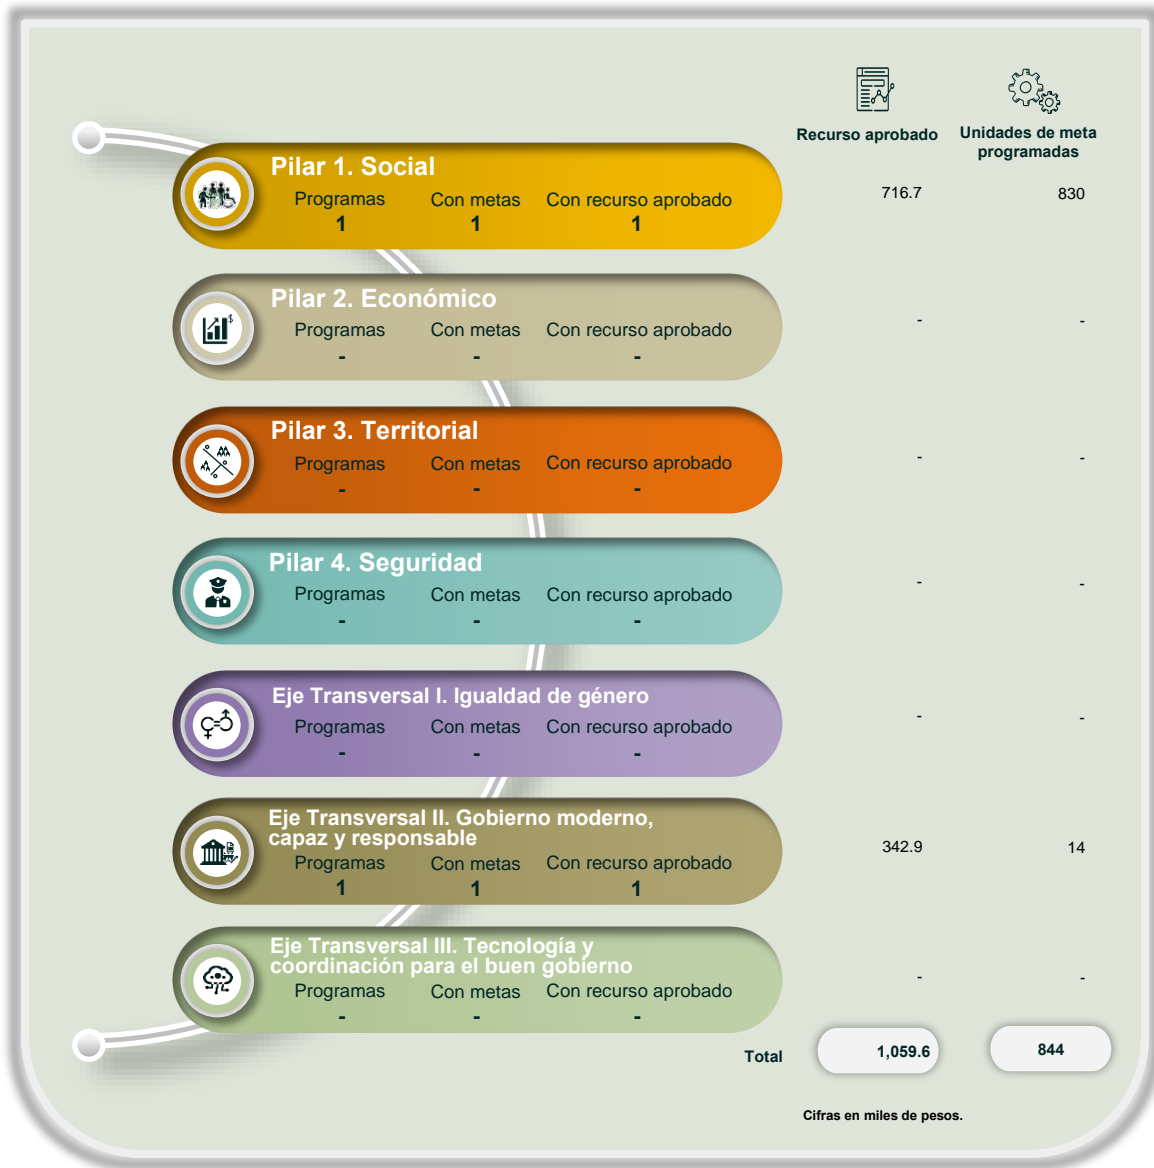 Recurso aprobado
Unidades de meta
programadas
Pilar 1. Social
Programas Con metas Con recurso aprobado
1 1 1
716.7 830
Pilar 2. Económico
Programas Con metas Con recurso aprobado
- - -
- -
Pilar 3. Territorial
Programas Con metas Con recurso aprobado
- - -
- -
Pilar 4. Seguridad
Programas Con metas Con recurso aprobado
- - -
- -
Eje Transversal I. Igualdad de género
Programas Con metas Con recurso aprobado
- - -
- -
Eje Transversal II. Gobierno moderno,
capaz y responsable
Programas Con metas Con recurso aprobado
1 1 1
342.9 14
Eje Transversal III. Tecnología y
coordinación para el buen gobierno
Programas Con metas Con recurso aprobado
- - -
- -
Total 1,059.6 844
Cifras en miles de pesos.